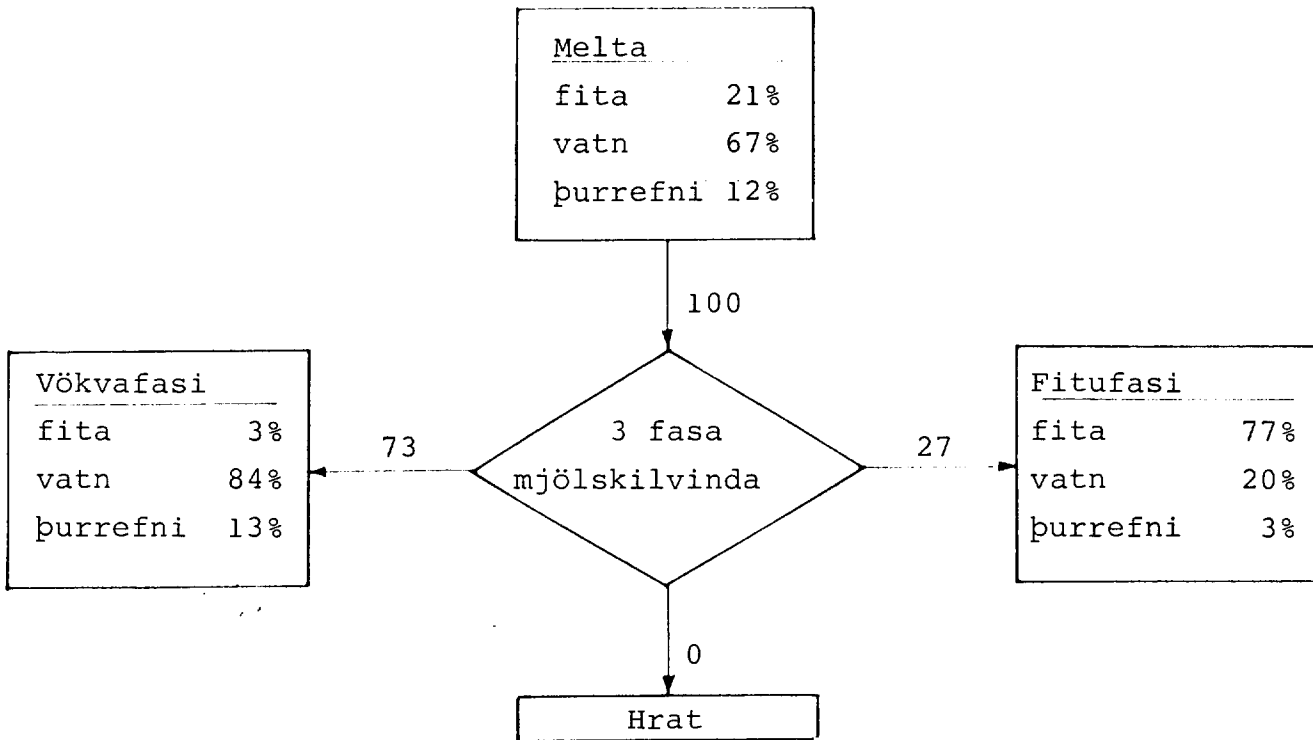 Melta
fita 21%
vatn 67%
þurrefni 12%
100
Vökvafasi
fita 3%
vatn 84%
þurrefni 13%
73
3 fasa
mjölskilvinda
27
Fitufasi
fita 77%
vatn 20%
þurrefni 3%
0
Hrat